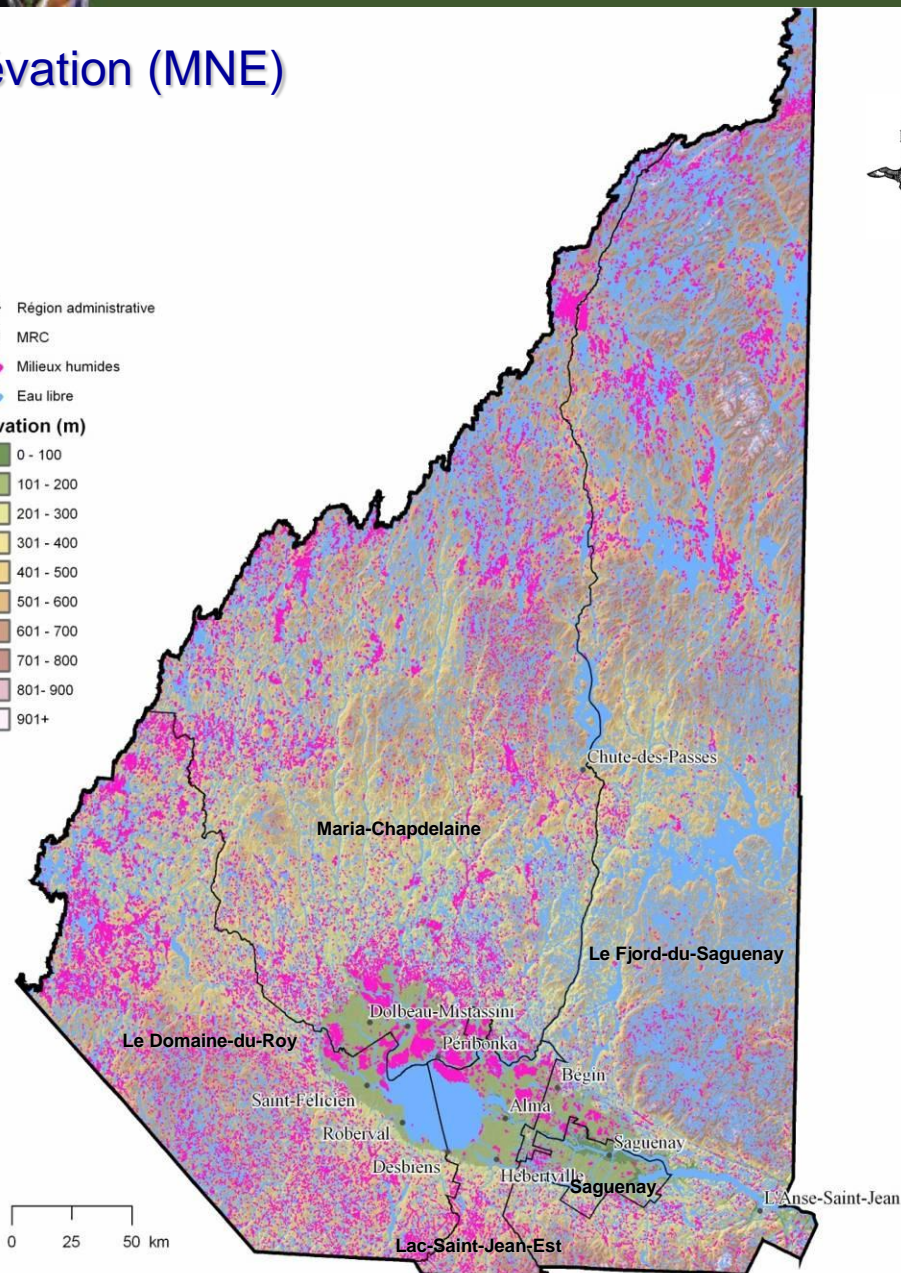 évation (MNE)
Région administrative
MRC
Milieux humides
Eau libre
vation (m)
0 - 100
101 - 200
201 - 300
301 - 400
401 - 500
501 - 600
601 - 700
701 - 800
801- 900
901+
Chute-des-Passes
Maria-Chapdelaine
Le Fjord-du-Saguenay
Dolbeau-Mistassini
Le Domaine-du-Roy
Péribonka
Bégin
Saint-Félicien
Alma
Roberval
Saguenay
Desbiens
Hébertville
Saguenay
L'Anse-Saint-Jean
0 25 50 km
Lac-Saint-Jean-Est